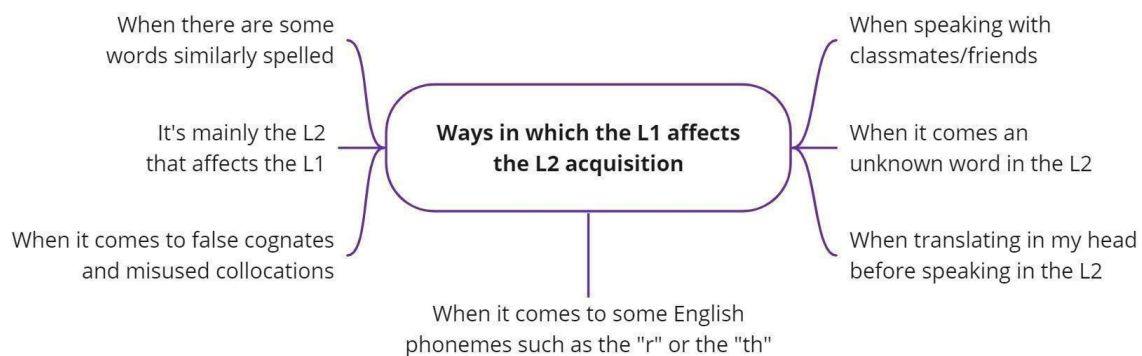 When there are some
words similarly spelled
It's mainly the L2
that affects the L1
When it comes to false cognates
and misused collocations
Ways in which the L1 affects
the L2 acquisition
When it comes to some English
phonemes such as the "r" or the "th"
When speaking with
classmates/friends
When it comes an
unknown word in the L2
When translating in my head
before speaking in the L2